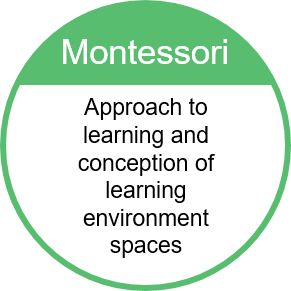 Montessori
Approach to
learning and
conception of
learning
environment
spaces